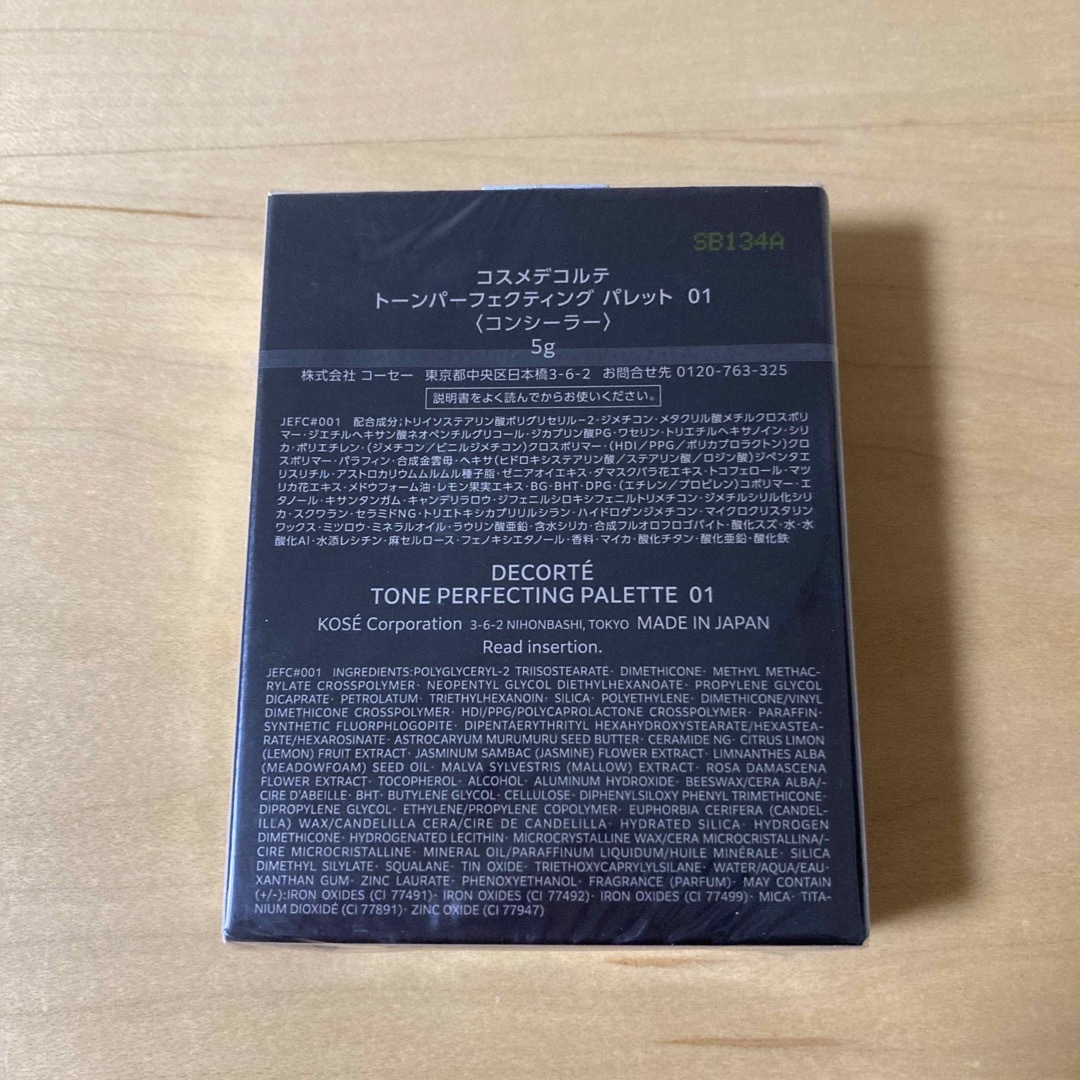 SB134A
コスメデコルテ
トーンパーフェクティング パレット 01
〈コンシーラー〉
5g
株式会社 コーセー 東京都中央区日本橋3-6-2 お問合せ先 0120-763-325
説明書をよく読んでからお使いください。
JEFC#001 配合成分;トリイソステアリン酸ポリグリセリル-2・ジメチコン・メタクリル酸メチルクロスポリ
マー・ジエチルヘキサン酸ネオペンチルグリコール・ジカプリン酸PG・ワセリン・トリエチルヘキサノイン・シリ
カ・ポリエチレン・(ジメチコン/ビニルジメチコン)クロスポリマー・(HDI/PPG/ポリカプロラクトン)クロ
スポリマー・パラフィン・合成金雲母・ヘキサ(ヒドロキシステアリン酸/ステアリン酸/ロジン酸)ジペンタエ
リスリチル・アストロカリウムムルムル種子脂・ゼニアオイエキス・ダマスクバラ花エキス・トコフェロール・マツ
リカ花エキス・メドウフォーム油・レモン果実エキス・BG・BHT・DPG・(エチレン/プロピレン)コポリマー・エ
タノール・キサンタンガム・キャンデリラロウ・ジフェニルシロキシフェニルトリメチコン・ジメチルシリル化シリ
カ・スクワラン・セラミドNG・トリエトキシカプリリルシラン・ハイドロゲンジメチコン・マイクロクリスタリン
ワックス・ミツロウ・ミネラルオイル・ラウリン酸亜鉛・含水シリカ・合成フルオロフロゴパイト・酸化スズ・水・水
酸化Al・水添レシチン・麻セルロース・フェノキシエタノール・香料・マイカ・酸化チタン・酸化亜鉛・酸化鉄
DECORTÉ
TONE PERFECTING PALETTE 01
KOSÉ Corporation 3-6-2 NIHONBASHI, TOKYO MADE IN JAPAN
Read insertion.
JEFC#001 INGREDIENTS:POLYGLYCERYL-2 TRIISOSTEARATE· DIMETHICONE· METHYL METHAC-
RYLATE CROSSPOLYMER· NEOPENTYL GLYCOL DIETHYLHEXANOATE· PROPYLENE GLYCOL
DICAPRATE· PETROLATUM· TRIETHYLHEXANOIN· SILICA· POLYETHYLENE· DIMETHICONE/VINYL
DIMETHICONE CROSSPOLYMER· HDI/PPG/POLYCAPROLACTONE CROSSPOLYMER· PARAFFIN·
SYNTHETIC FLUORPHLOGOPITE· DIPENTAERYTHRITYL HEXAHYDROXYSTEARATE/HEXASTEA-
RATE/HEXAROSINATE· ASTROCARYUM MURUMURU SEED BUTTER· CERAMIDE NG· CITRUS LIMON
(LEMON) FRUIT EXTRACT· JASMINUM SAMBAC (JASMINE) FLOWER EXTRACT· LIMNANTHES ALBA
(MEADOWFOAM) SEED OIL· MALVA SYLVESTRIS (MALLOW) EXTRACT· ROSA DAMASCENA
FLOWER EXTRACT· TOCOPHEROL· ALCOHOL· ALUMINUM HYDROXIDE· BEESWAX/CERA ALBA/
CIRE D'ABEILLE· BHT· BUTYLENE GLYCOL· CELLULOSE· DIPHENYLSILOXY PHENYL TRIMETHICONE·
DIPROPYLENE GLYCOL· ETHYLENE/PROPYLENE COPOLYMER· EUPHORBIA CERIFERA (CANDEL-
ILLA) WAX/CANDELILLA CERA/CIRE DE CANDELILLA· HYDRATED SILICA· HYDROGEN
DIMETHICONE· HYDROGENATED LECITHIN· MICROCRYSTALLINE WAX/CERA MICROCRISTALLINA/
CIRE MICROCRISTALLINE· MINERAL OIL/PARAFFINUM LIQUIDUM/HUILE MINÉRALE· SILICA
DIMETHYL SILYLATE· SQUALANE· TIN OXIDE· TRIETHOXYCAPRYLYLSILANE· WATER/AQUA/EAU·
XANTHAN GUM· ZINC LAURATE· PHENOXYETHANOL· FRAGRANCE (PARFUM)· MAY CONTAIN
(+/-):IRON OXIDES (CI 77491)· IRON OXIDES (CI 77492)· IRON OXIDES (CI 77499)· MICA· TITA-
NIUM DIOXIDE (CI 77891)· ZINC OXIDE (CI 77947)